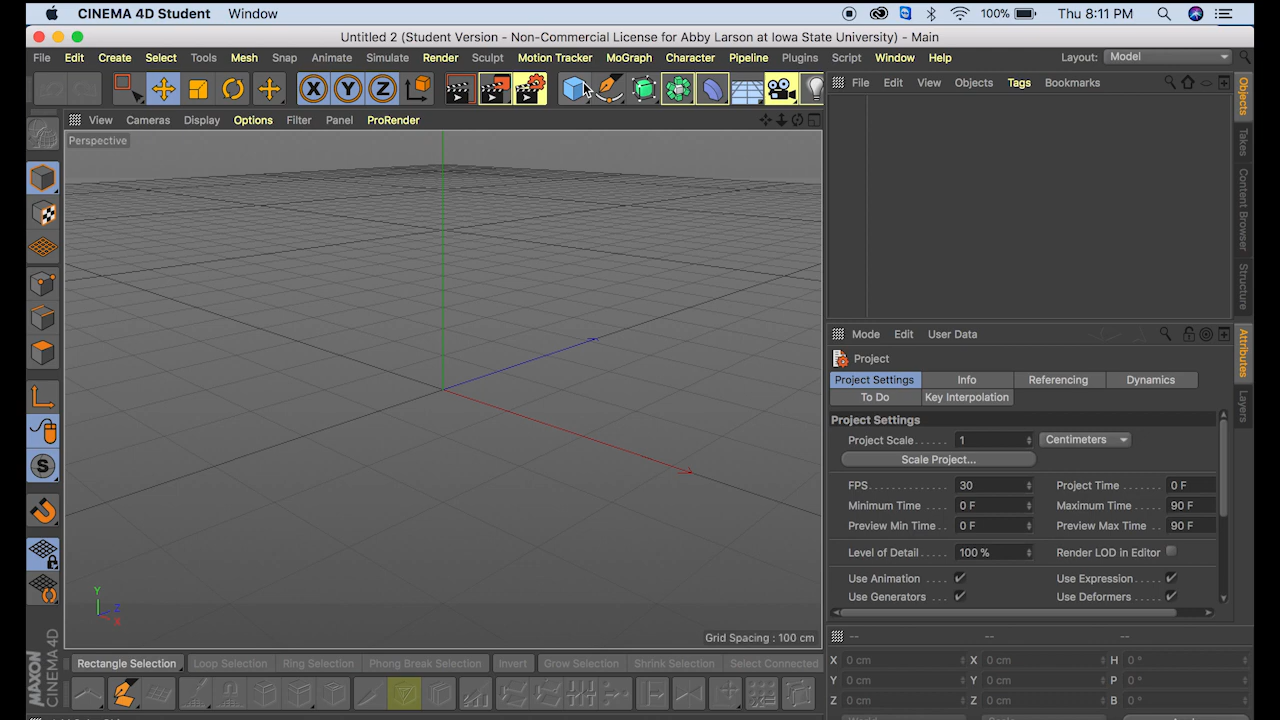 CINEMA 4D Student Window 100% Thu 8:11 PM
Untitled 2 (Student Version - Non-Commercial License for Abby Larson at Iowa State University) - Main
File Edit Create Select Tools Mesh Snap Animate Simulate Render Sculpt Motion Tracker MoGraph Character Pipeline Plugins Script Window Help Layout: Model
X Y Z
File Edit View Objects Tags Bookmarks
Objects
Takes
Content Browser
Structure
View Cameras Display Options Filter Panel ProRender
Perspective
Y
Z
X
Grid Spacing : 100 cm
S
Mode Edit User Data
Attributes
Layers
Project
Project Settings Info Referencing Dynamics
To Do Key Interpolation
Project Settings
Project Scale 1 Centimeters
Scale Project...
FPS 30 Project Time 0 F
Minimum Time 0 F Maximum Time 90 F
Preview Min Time 0 F Preview Max Time 90 F
Level of Detail 100 % Render LOD in Editor
Use Animation Use Expression
Use Generators Use Deformers
-- -- --
X 0 cm X 0 cm H 0 °
Y 0 cm Y 0 cm P 0 °
Z 0 cm Z 0 cm B 0 °
Rectangle Selection Loop Selection Ring Selection Phong Break Selection Invert Grow Selection Shrink Selection Select Connected
MAXON
CINEMA 4D